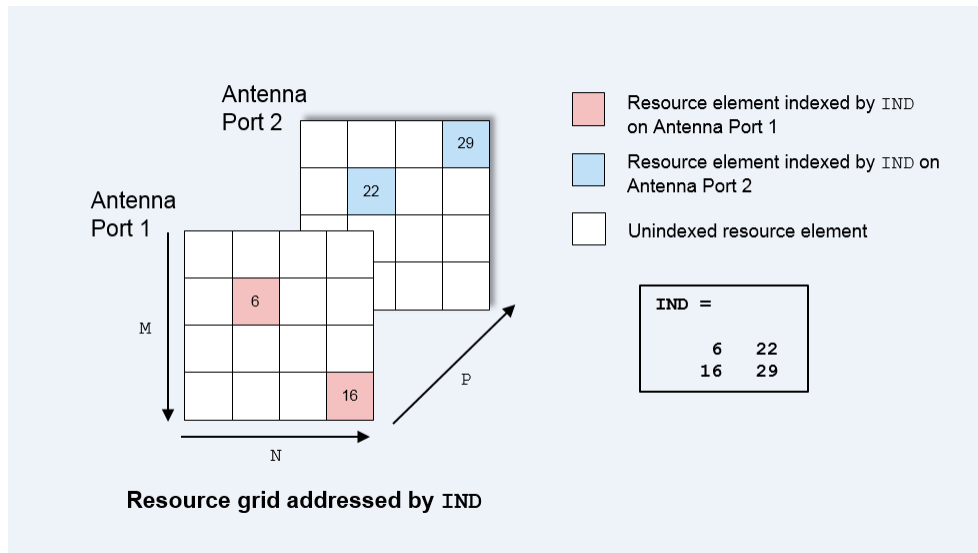 Antenna
Port 2
29
22
Antenna
Port 1
6
16
M
N
P
Resource grid addressed by IND
Resource element indexed by IND
on Antenna Port 1
Resource element indexed by IND on
Antenna Port 2
Unindexed resource element
IND =
6 22
16 29